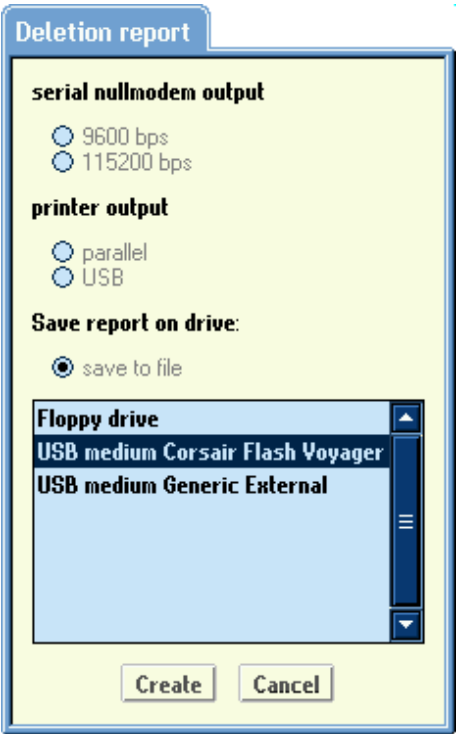 Deletion report
serial nullmodem output
9600 bps
115200 bps
printer output
parallel
USB
Save report on drive:
save to file
Floppy drive
USB medium Corsair Flash Voyager
USB medium Generic External
Create Cancel